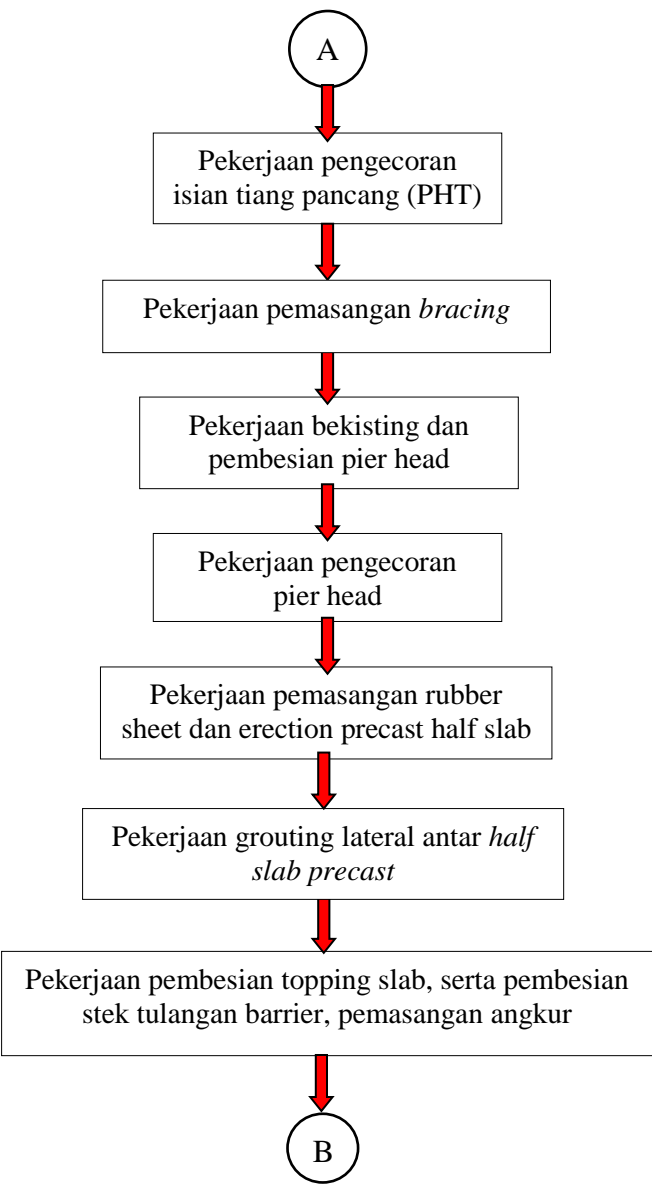 A
Pekerjaan pengecoran
isian tiang pancang (PHT)
Pekerjaan pemasangan bracing
Pekerjaan bekisting dan
pembesian pier head
Pekerjaan pengecoran
pier head
Pekerjaan pemasangan rubber
sheet dan erection precast half slab
Pekerjaan grouting lateral antar half
slab precast
Pekerjaan pembesian topping slab, serta pembesian
stek tulangan barrier, pemasangan angkur
B